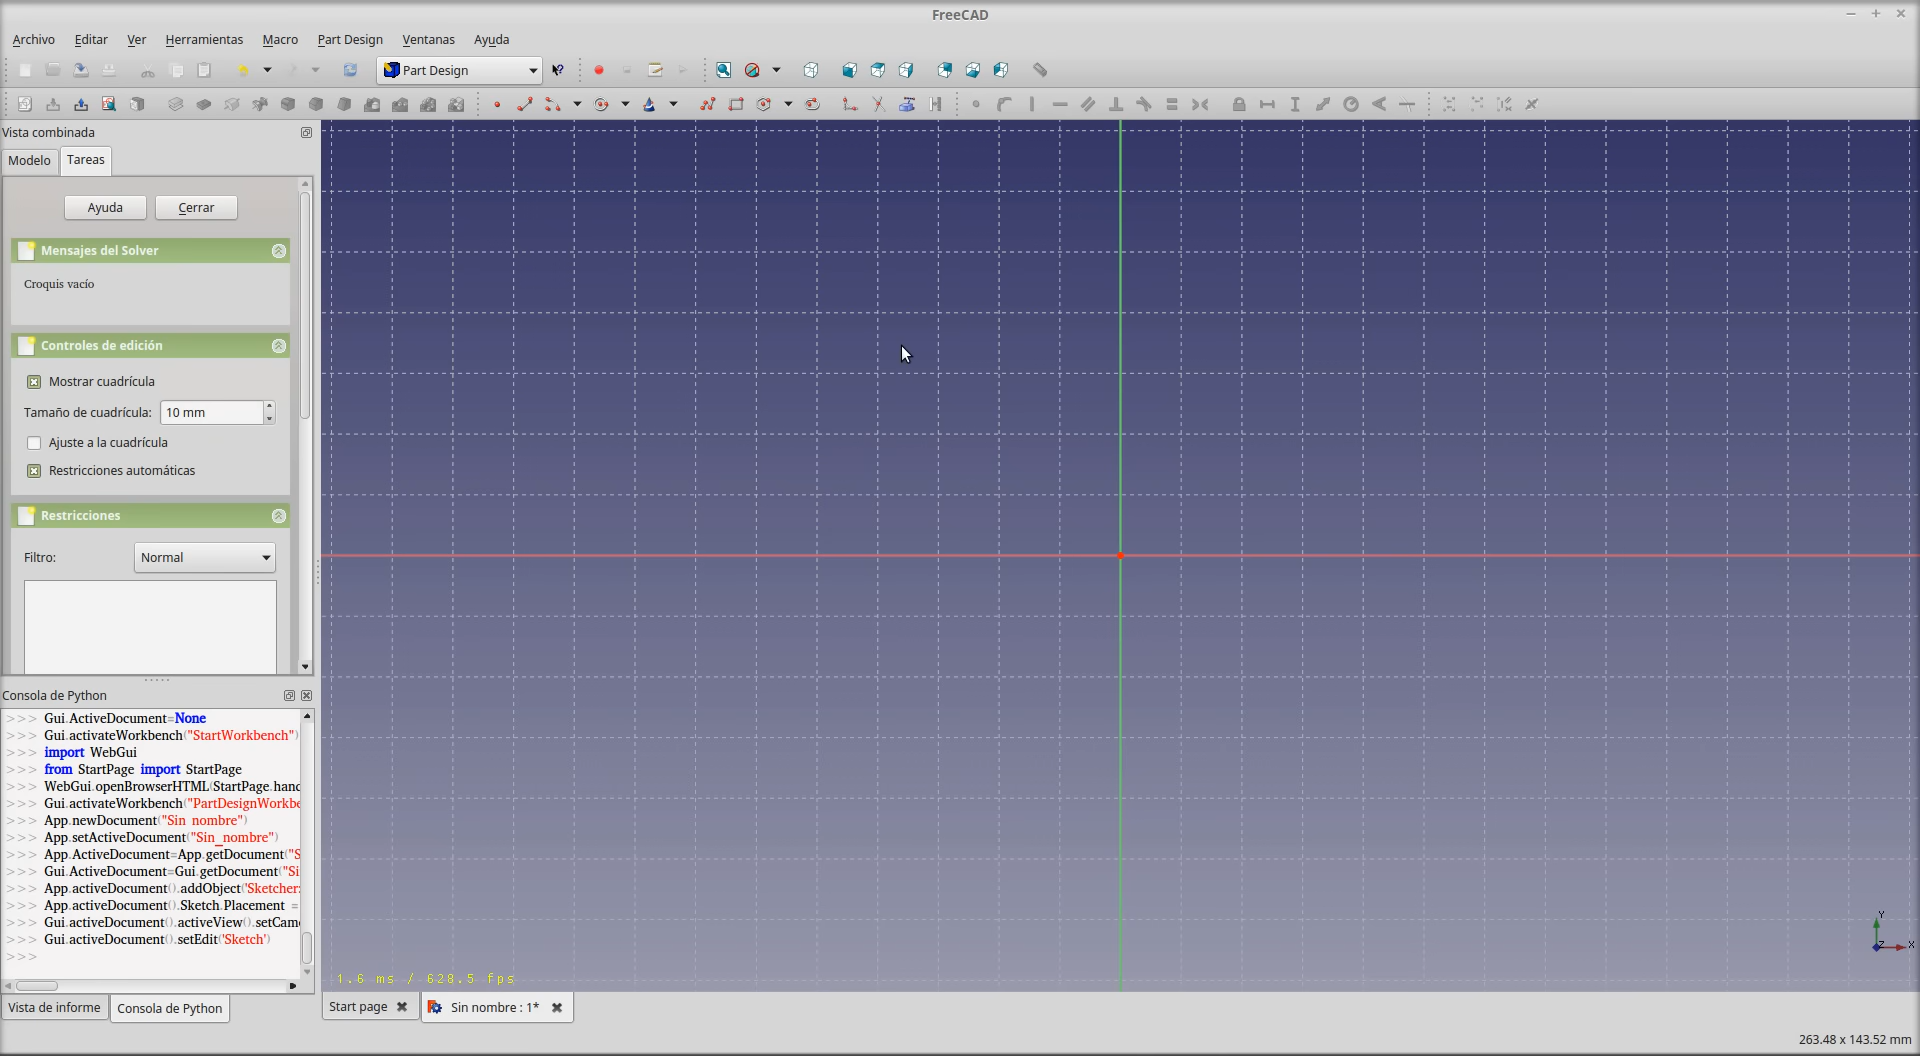 FreeCAD
Archivo Editar Ver Herramientas Macro Part Design Ventanas Ayuda
Part Design
Vista combinada
Modelo Tareas
Ayuda Cerrar
Mensajes del Solver
Croquis vacío
Controles de edición
Mostrar cuadrícula
Tamaño de cuadrícula: 10 mm
Ajuste a la cuadrícula
Restricciones automáticas
Restricciones
Filtro: Normal
Consola de Python
>>> Gui.ActiveDocument=None
>>> Gui.activateWorkbench("StartWorkbench")
>>> import WebGui
>>> from StartPage import StartPage
>>> WebGui.openBrowserHTML(StartPage.hand
>>> Gui.activateWorkbench("PartDesignWorkbe
>>> App.newDocument("Sin nombre")
>>> App.setActiveDocument("Sin_nombre")
>>> App.ActiveDocument=App.getDocument("S
>>> Gui.ActiveDocument=Gui.getDocument("Si
>>> App.activeDocument().addObject('Sketcher:
>>> App.activeDocument().Sketch.Placement =
>>> Gui.activeDocument().activeView().setCam
>>> Gui.activeDocument().setEdit('Sketch')
>>>
Vista de informe Consola de Python
1.6 ms / 628.5 fps
Y
Z X
Start page Sin nombre : 1*
263.48 x 143.52 mm